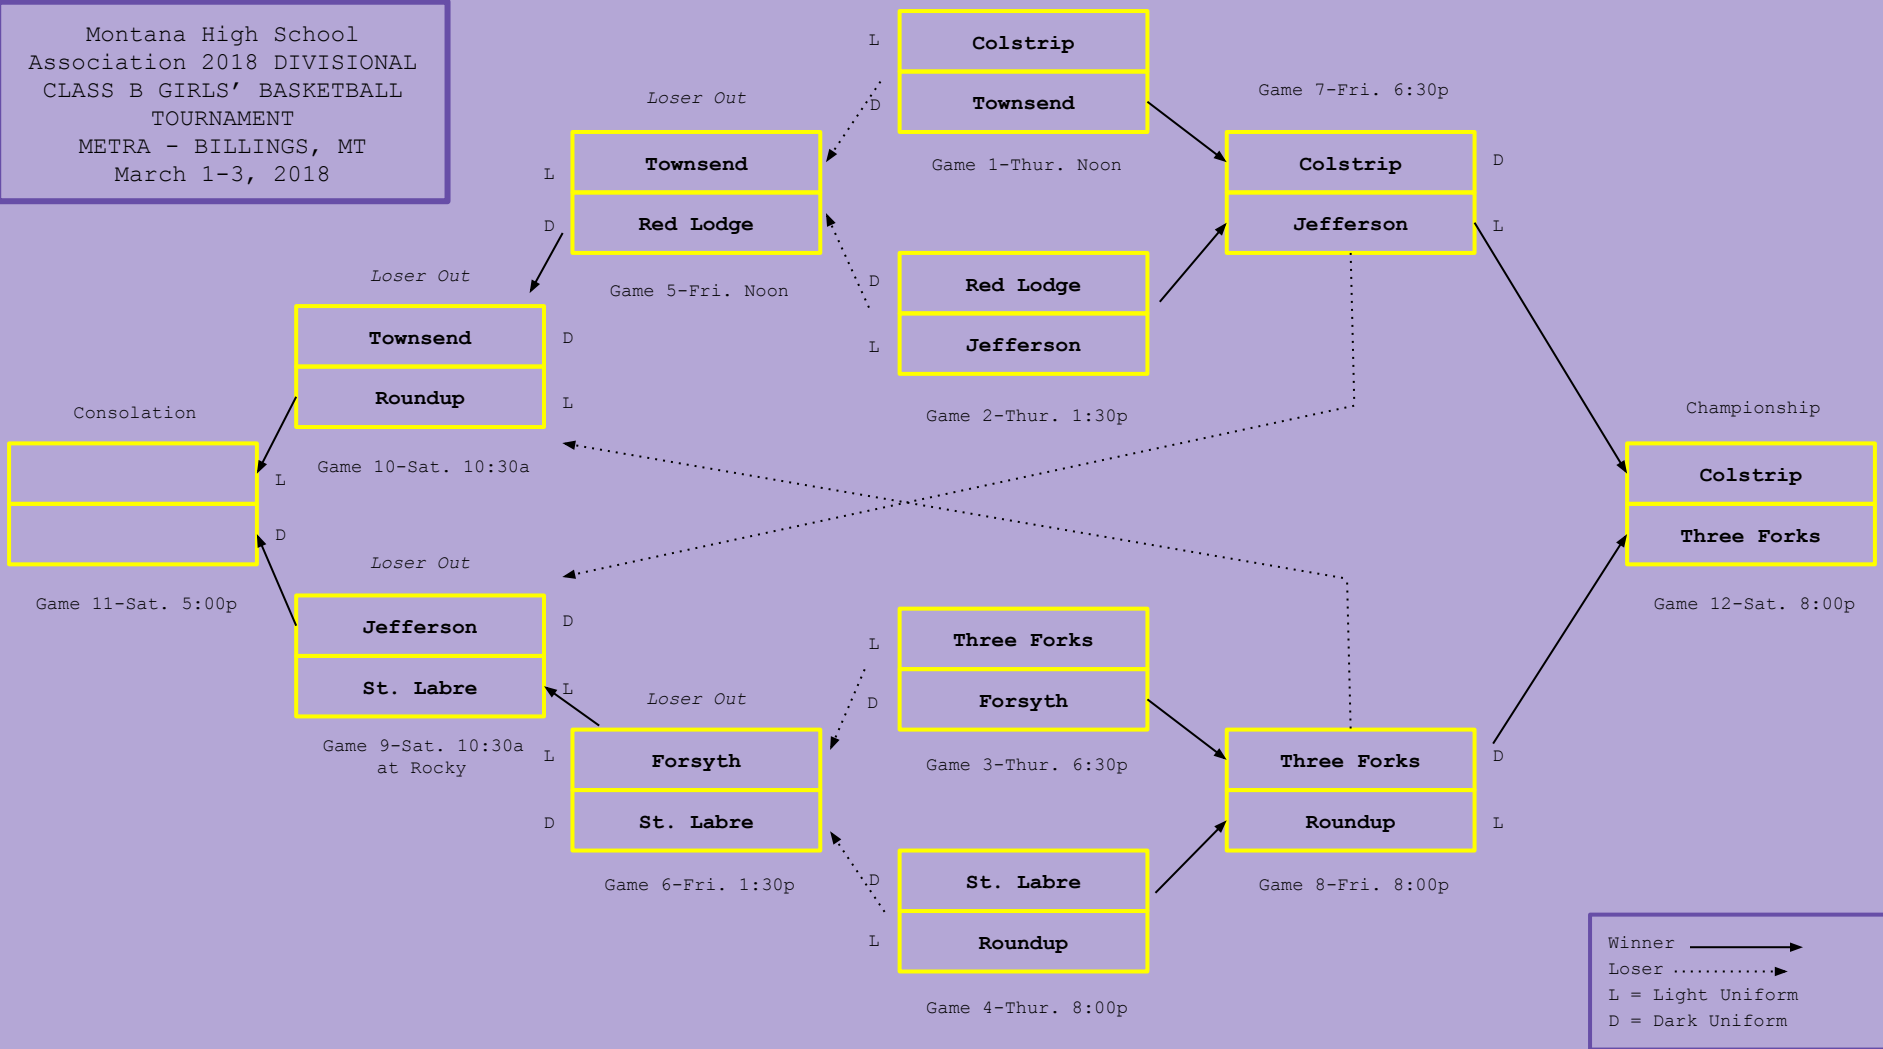 Montana High School
Association 2018 DIVISIONAL
CLASS B GIRLS’ BASKETBALL
TOURNAMENT
METRA - BILLINGS, MT
March 1-3, 2018
L
Colstrip
D
Townsend
Game 1-Thur. Noon
D
Red Lodge
L
Jefferson
Game 2-Thur. 1:30p
L
Three Forks
D
Forsyth
Game 3-Thur. 6:30p
D
St. Labre
L
Roundup
Game 4-Thur. 8:00p
Loser Out
L
Townsend
D
Red Lodge
Game 5-Fri. Noon
Loser Out
L
Forsyth
D
St. Labre
Game 6-Fri. 1:30p
Game 7-Fri. 6:30p
Colstrip
D
Jefferson
L
Three Forks
D
Roundup
L
Game 8-Fri. 8:00p
Loser Out
Townsend
D
Roundup
L
Game 10-Sat. 10:30a
Loser Out
Jefferson
D
St. Labre
L
Game 9-Sat. 10:30a
at Rocky
Consolation
L
D
Game 11-Sat. 5:00p
Championship
Colstrip
Three Forks
Game 12-Sat. 8:00p
Winner
Loser
L = Light Uniform
D = Dark Uniform